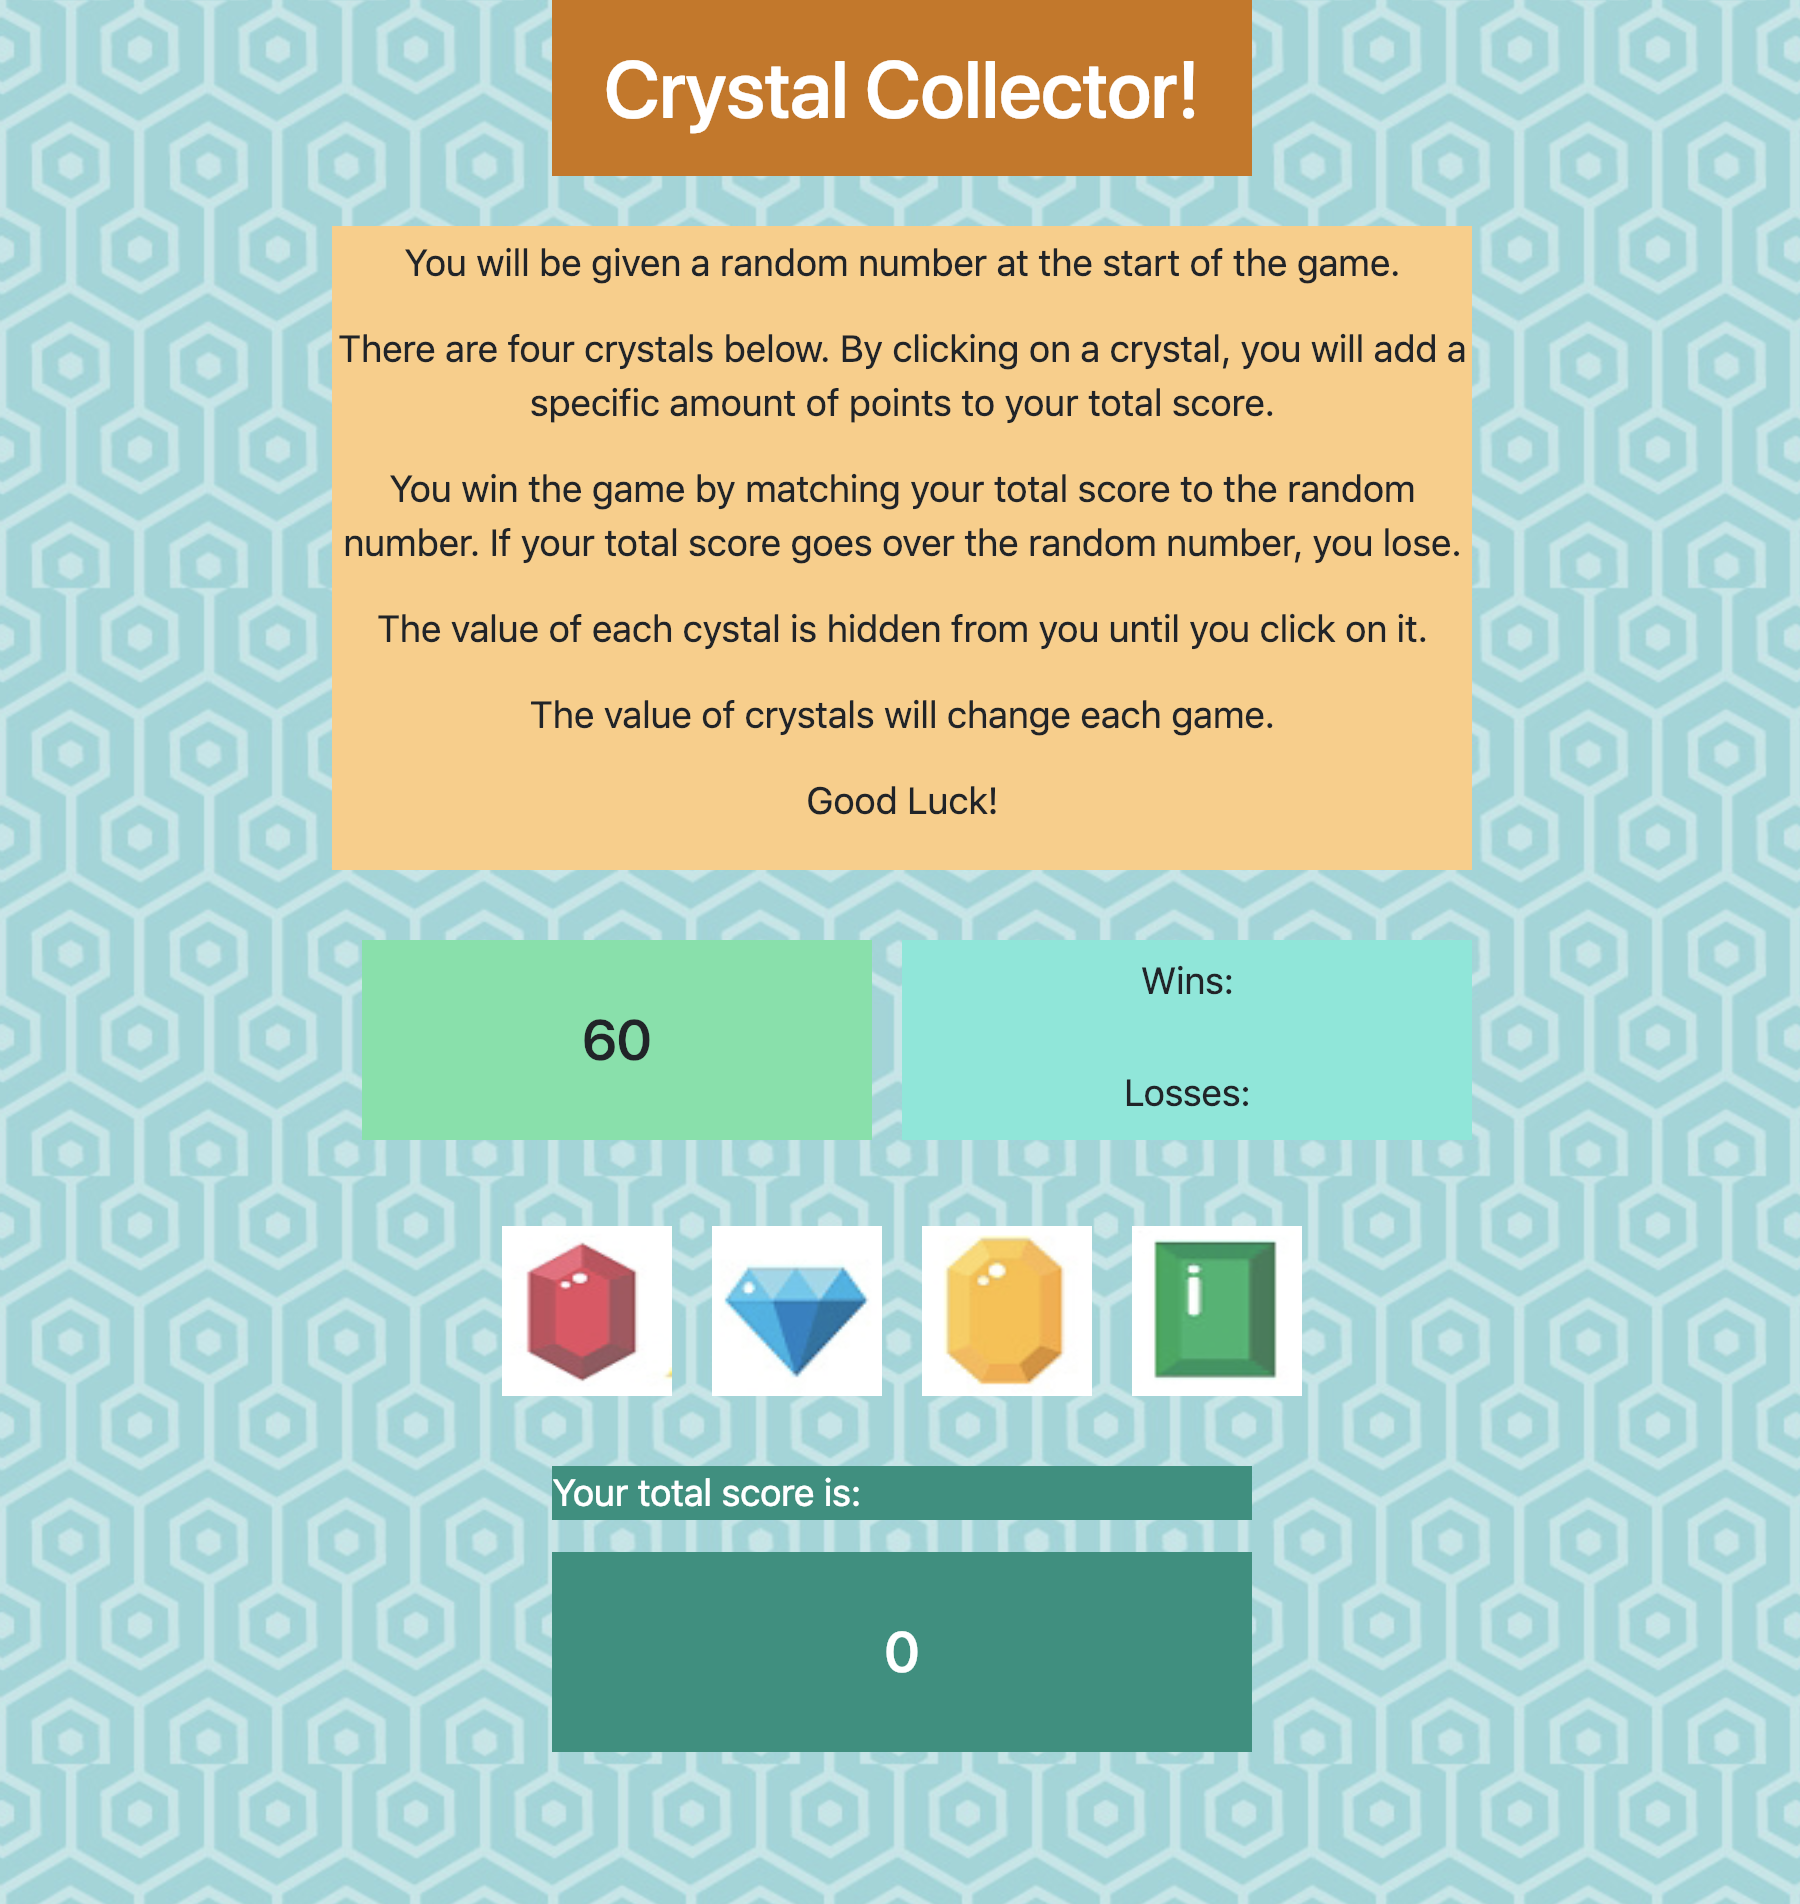 Crystal Collector!
You will be given a random number at the start of the game.
There are four crystals below. By clicking on a crystal, you will add a
specific amount of points to your total score.
You win the game by matching your total score to the random
number. If your total score goes over the random number, you lose.
The value of each cystal is hidden from you until you click on it.
The value of crystals will change each game.
Good Luck!
60
Wins:
Losses:
Your total score is:
0